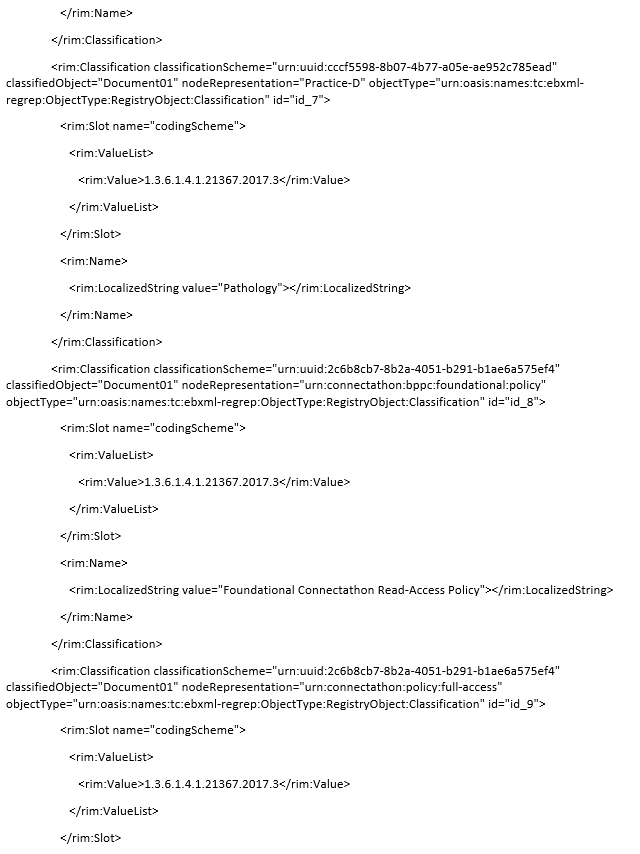 </rim:Name>
</rim:Classification>
<rim:Classification classificationScheme="urn:uuid:cccf5598-8b07-4b77-a05e-ae952c785ead"
classifiedObject="Document01" nodeRepresentation="Practice-D" objectType="urn:oasis:names:tc:ebxml-
regrep:ObjectType:RegistryObject:Classification" id="id_7">
<rim:Slot name="codingScheme">
<rim:ValueList>
<rim:Value>1.3.6.1.4.1.21367.2017.3</rim:Value>
</rim:ValueList>
</rim:Slot>
<rim:Name>
<rim:LocalizedString value="Pathology"></rim:LocalizedString>
</rim:Name>
</rim:Classification>
<rim:Classification classificationScheme="urn:uuid:2c6b8cb7-8b2a-4051-b291-b1ae6a575ef4"
classifiedObject="Document01" nodeRepresentation="urn:connectathon:bppc:foundational:policy"
objectType="urn:oasis:names:tc:ebxml-regrep:ObjectType:RegistryObject:Classification" id="id_8">
<rim:Slot name="codingScheme">
<rim:ValueList>
<rim:Value>1.3.6.1.4.1.21367.2017.3</rim:Value>
</rim:ValueList>
</rim:Slot>
<rim:Name>
<rim:LocalizedString value="Foundational Connectathon Read-Access Policy"></rim:LocalizedString>
</rim:Name>
</rim:Classification>
<rim:Classification classificationScheme="urn:uuid:2c6b8cb7-8b2a-4051-b291-b1ae6a575ef4"
classifiedObject="Document01" nodeRepresentation="urn:connectathon:policy:full-access"
objectType="urn:oasis:names:tc:ebxml-regrep:ObjectType:RegistryObject:Classification" id="id_9">
<rim:Slot name="codingScheme">
<rim:ValueList>
<rim:Value>1.3.6.1.4.1.21367.2017.3</rim:Value>
</rim:ValueList>
</rim:Slot>